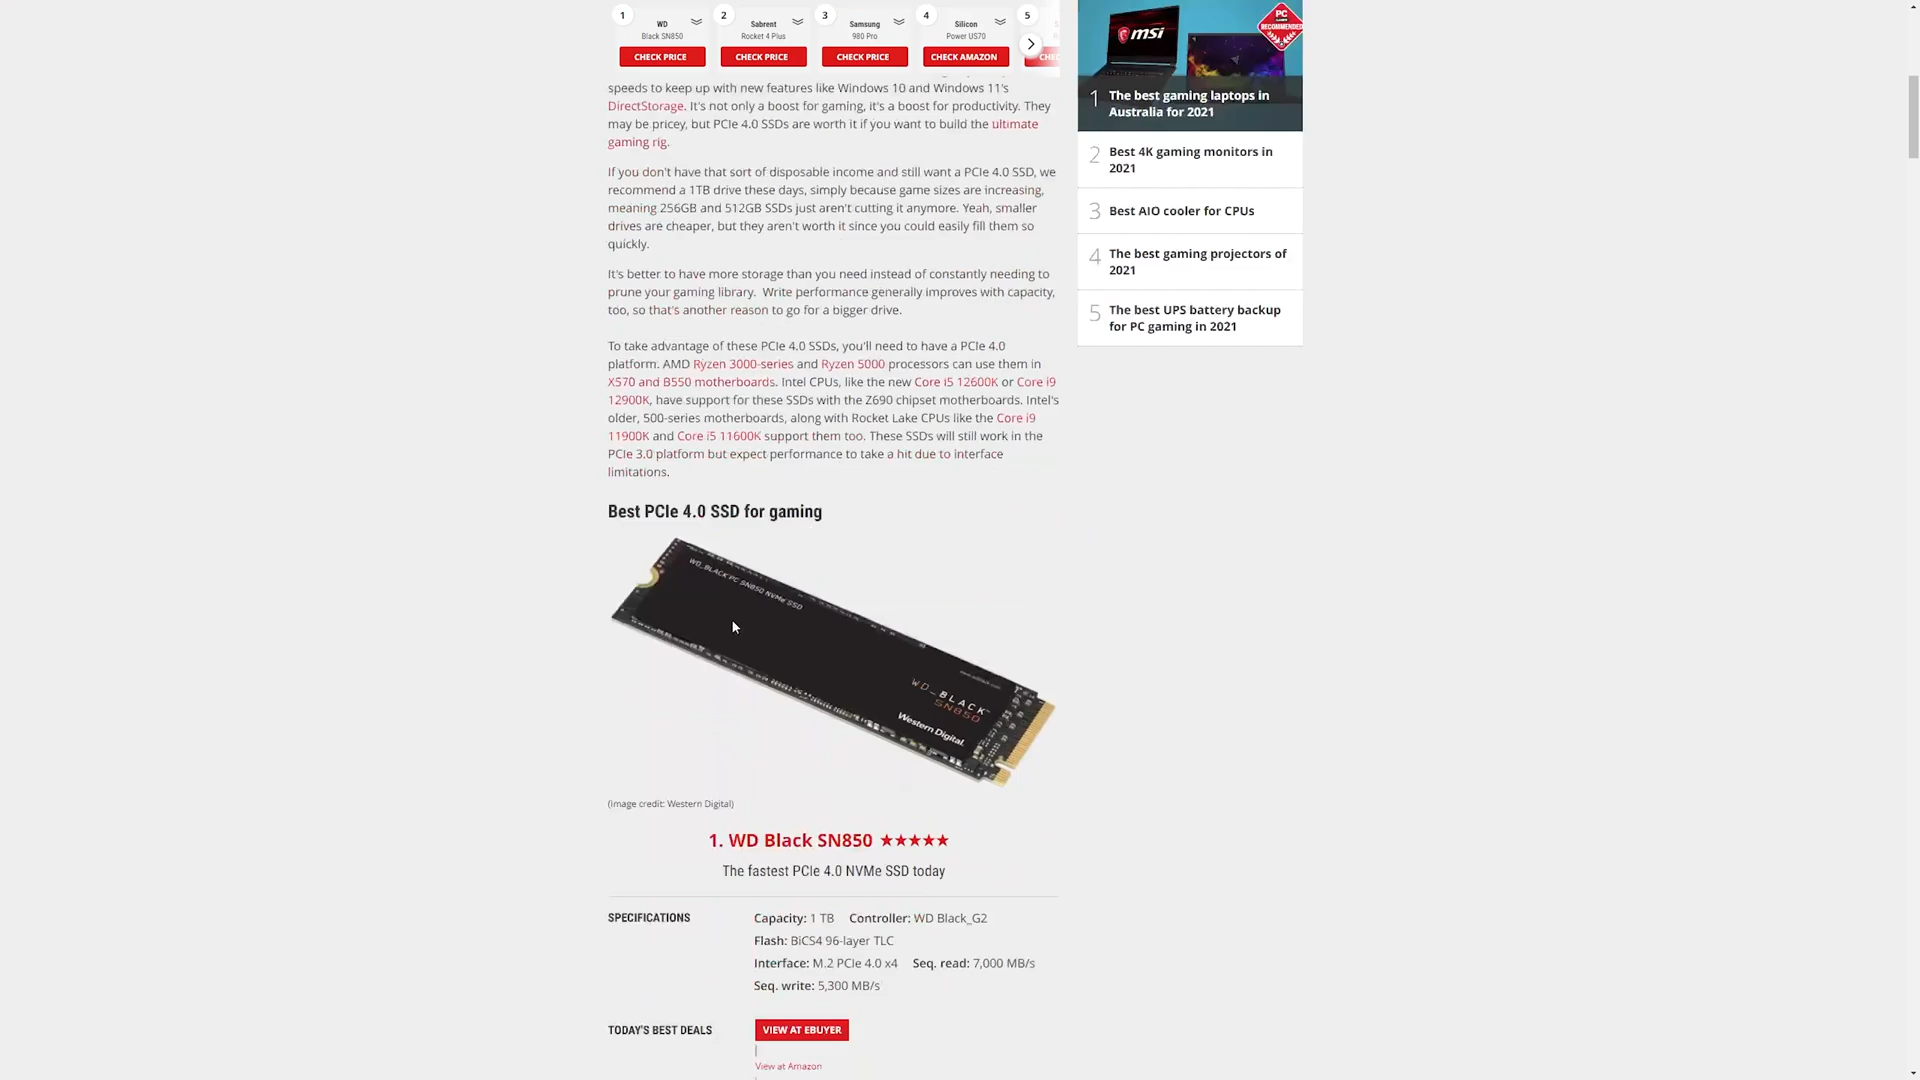 1
WD
Black SN850
CHECK PRICE
2
Sabrent
Rocket 4 Plus
CHECK PRICE
3
Samsung
980 Pro
CHECK PRICE
4
Silicon
Power US70
CHECK AMAZON
5
speeds to keep up with new features like Windows 10 and Windows 11's
DirectStorage. It's not only a boost for gaming, it's a boost for productivity. They
may be pricey, but PCIe 4.0 SSDs are worth it if you want to build the ultimate
gaming rig.
If you don't have that sort of disposable income and still want a PCIe 4.0 SSD, we
recommend a 1TB drive these days, simply because game sizes are increasing,
meaning 256GB and 512GB SSDs just aren't cutting it anymore. Yeah, smaller
drives are cheaper, but they aren't worth it since you could easily fill them so
quickly.
It's better to have more storage than you need instead of constantly needing to
prune your gaming library. Write performance generally improves with capacity,
too, so that's another reason to go for a bigger drive.
To take advantage of these PCIe 4.0 SSDs, you'll need to have a PCIe 4.0
platform. AMD Ryzen 3000-series and Ryzen 5000 processors can use them in
X570 and B550 motherboards. Intel CPUs, like the new Core i5 12600K or Core i9
12900K, have support for these SSDs with the Z690 chipset motherboards. Intel's
older, 500-series motherboards, along with Rocket Lake CPUs like the Core i9
11900K and Core i5 11600K support them too. These SSDs will still work in the
PCIe 3.0 platform but expect performance to take a hit due to interface
limitations.
Best PCIe 4.0 SSD for gaming
WD_BLACK PC SN850 NVMe SSD
WD_BLACK
SN850
Western Digital
(Image credit: Western Digital)
1. WD Black SN850 ★★★★★
The fastest PCIe 4.0 NVMe SSD today
SPECIFICATIONS
Capacity: 1 TB Controller: WD Black_G2
Flash: BiCS4 96-layer TLC
Interface: M.2 PCIe 4.0 x4 Seq. read: 7,000 MB/s
Seq. write: 5,300 MB/s
TODAY'S BEST DEALS
VIEW AT EBUYER
|
View at Amazon
msi
PC
GAMER
RECOMMENDED
1 The best gaming laptops in
Australia for 2021
2 Best 4K gaming monitors in
2021
3 Best AIO cooler for CPUs
4 The best gaming projectors of
2021
5 The best UPS battery backup
for PC gaming in 2021